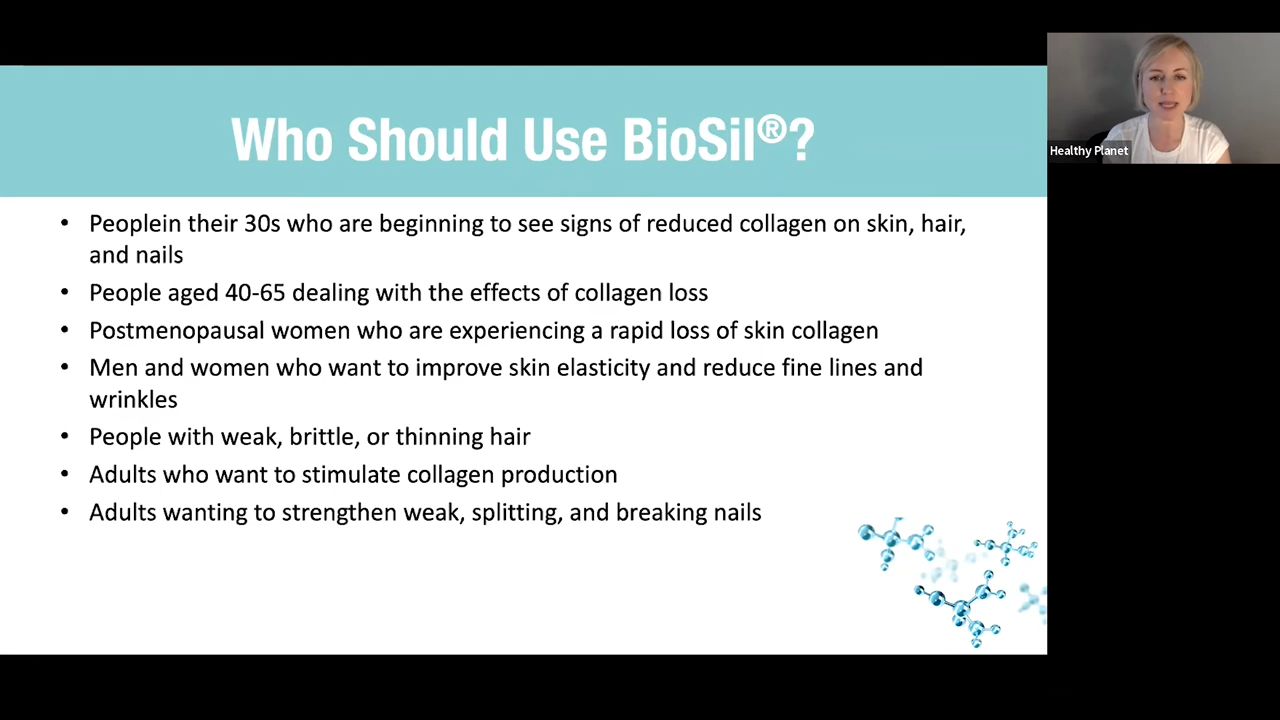 Who Should Use BioSil®?
• Peoplein their 30s who are beginning to see signs of reduced collagen on skin, hair,
and nails
• People aged 40-65 dealing with the effects of collagen loss
• Postmenopausal women who are experiencing a rapid loss of skin collagen
• Men and women who want to improve skin elasticity and reduce fine lines and
wrinkles
• People with weak, brittle, or thinning hair
• Adults who want to stimulate collagen production
• Adults wanting to strengthen weak, splitting, and breaking nails
Healthy Planet